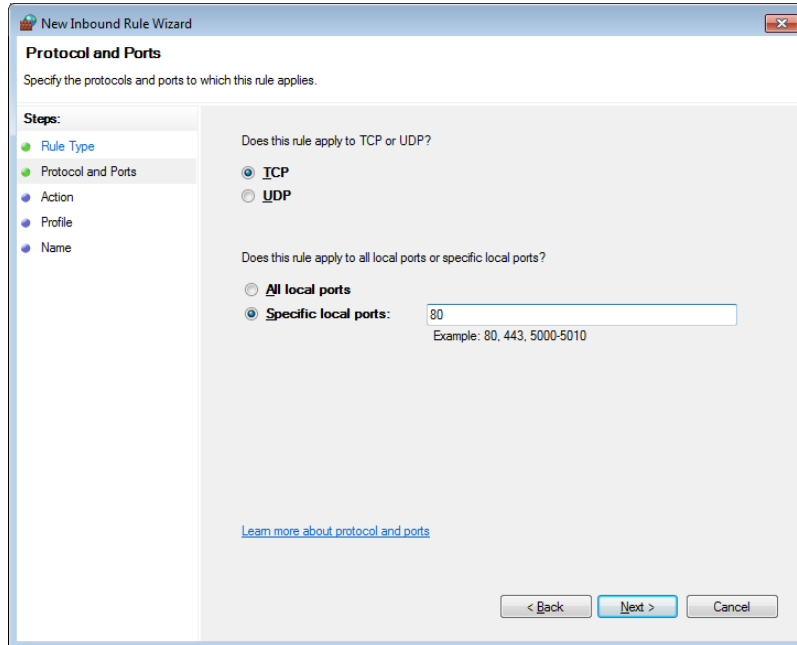 New Inbound Rule Wizard
Protocol and Ports
Specify the protocols and ports to which this rule applies.
Steps:
Rule Type
Protocol and Ports
Action
Profile
Name
Does this rule apply to TCP or UDP?
TCP
UDP
Does this rule apply to all local ports or specific local ports?
All local ports
Specific local ports: 80
Example: 80, 443, 5000-5010
Learn more about protocol and ports
< Back Next > Cancel